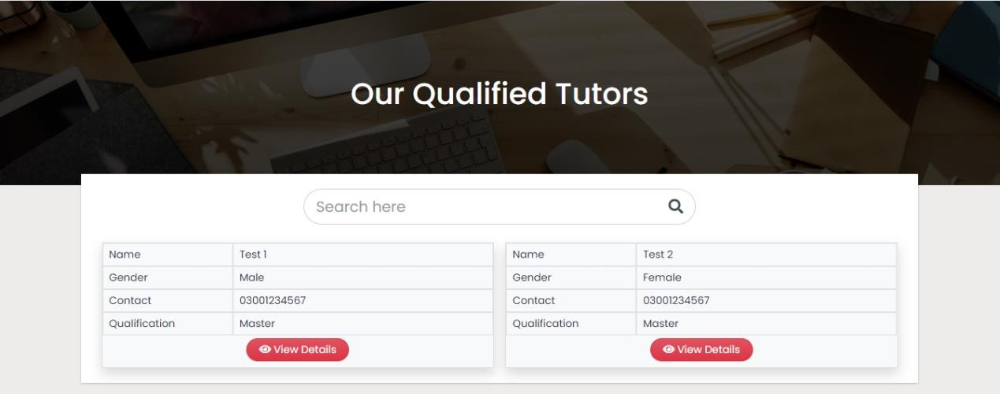 Our Qualified Tutors
Search here
Name Test 1
Gender Male
Contact 03001234567
Qualification Master
View Details
Name Test 2
Gender Female
Contact 03001234567
Qualification Master
View Details